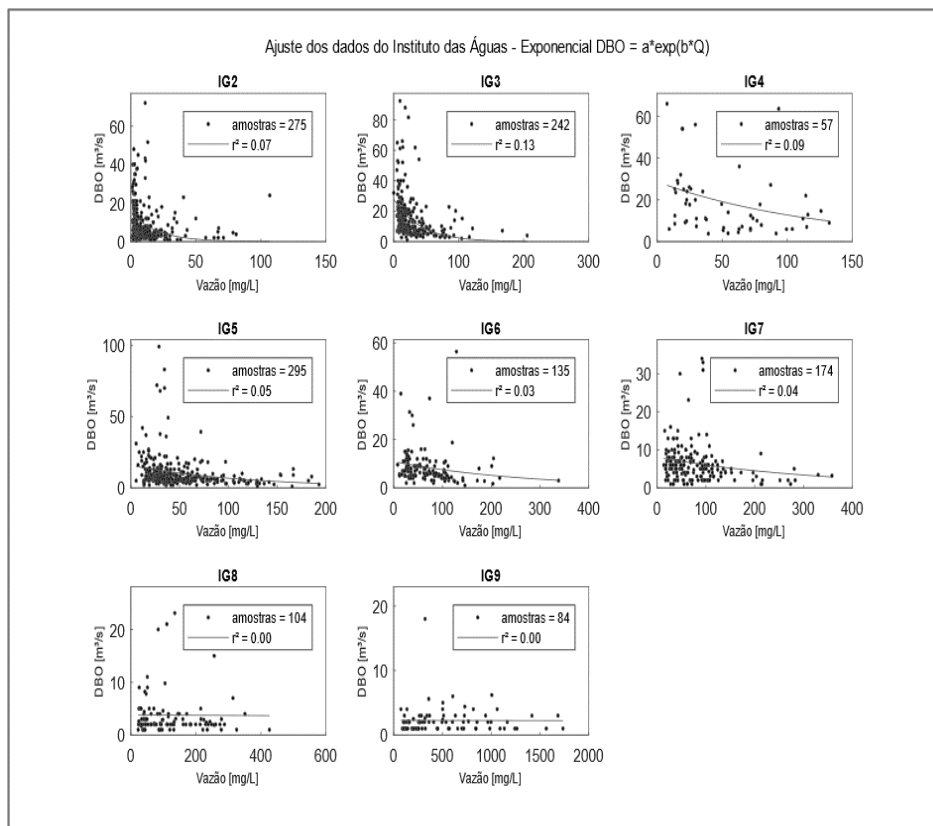 Ajuste dos dados do Instituto das Águas - Exponencial DBO = a*exp(b*Q)
IG2
DBO [m³/s]
60
40
20
0
amostras = 275
r² = 0.07
0 50 100 150
Vazão [mg/L]
IG3
DBO [m³/s]
80
60
40
20
0
amostras = 242
r² = 0.13
0 100 200 300
Vazão [mg/L]
IG4
DBO [m³/s]
60
40
20
0
amostras = 57
r² = 0.09
0 50 100 150
Vazão [mg/L]
IG5
DBO [m³/s]
100
50
0
amostras = 295
r² = 0.05
0 50 100 150 200
Vazão [mg/L]
IG6
DBO [m³/s]
60
40
20
0
amostras = 135
r² = 0.03
0 100 200 300 400
Vazão [mg/L]
IG7
DBO [m³/s]
30
20
10
0
amostras = 174
r² = 0.04
0 100 200 300 400
Vazão [mg/L]
IG8
DBO [m³/s]
20
10
0
amostras = 104
r² = 0.00
0 200 400 600
Vazão [mg/L]
IG9
DBO [m³/s]
20
10
0
amostras = 84
r² = 0.00
0 500 1000 1500 2000
Vazão [mg/L]